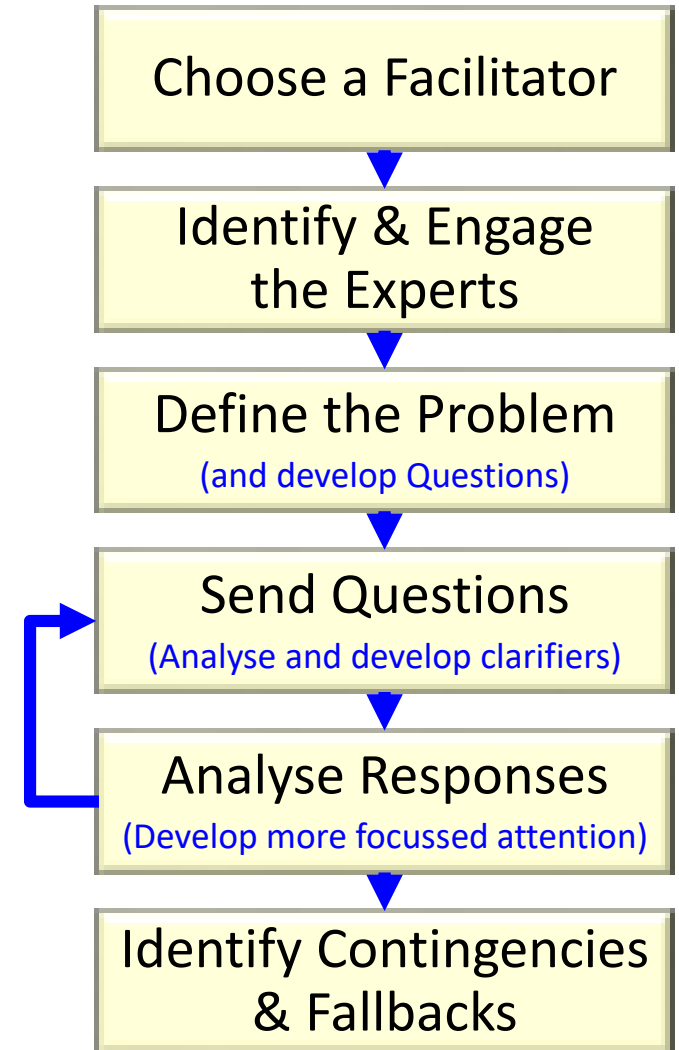 Choose a Facilitator
Identify & Engage
the Experts
Define the Problem
(and develop Questions)
Send Questions
(Analyse and develop clarifiers)
Analyse Responses
(Develop more focussed attention)
Identify Contingencies
& Fallbacks